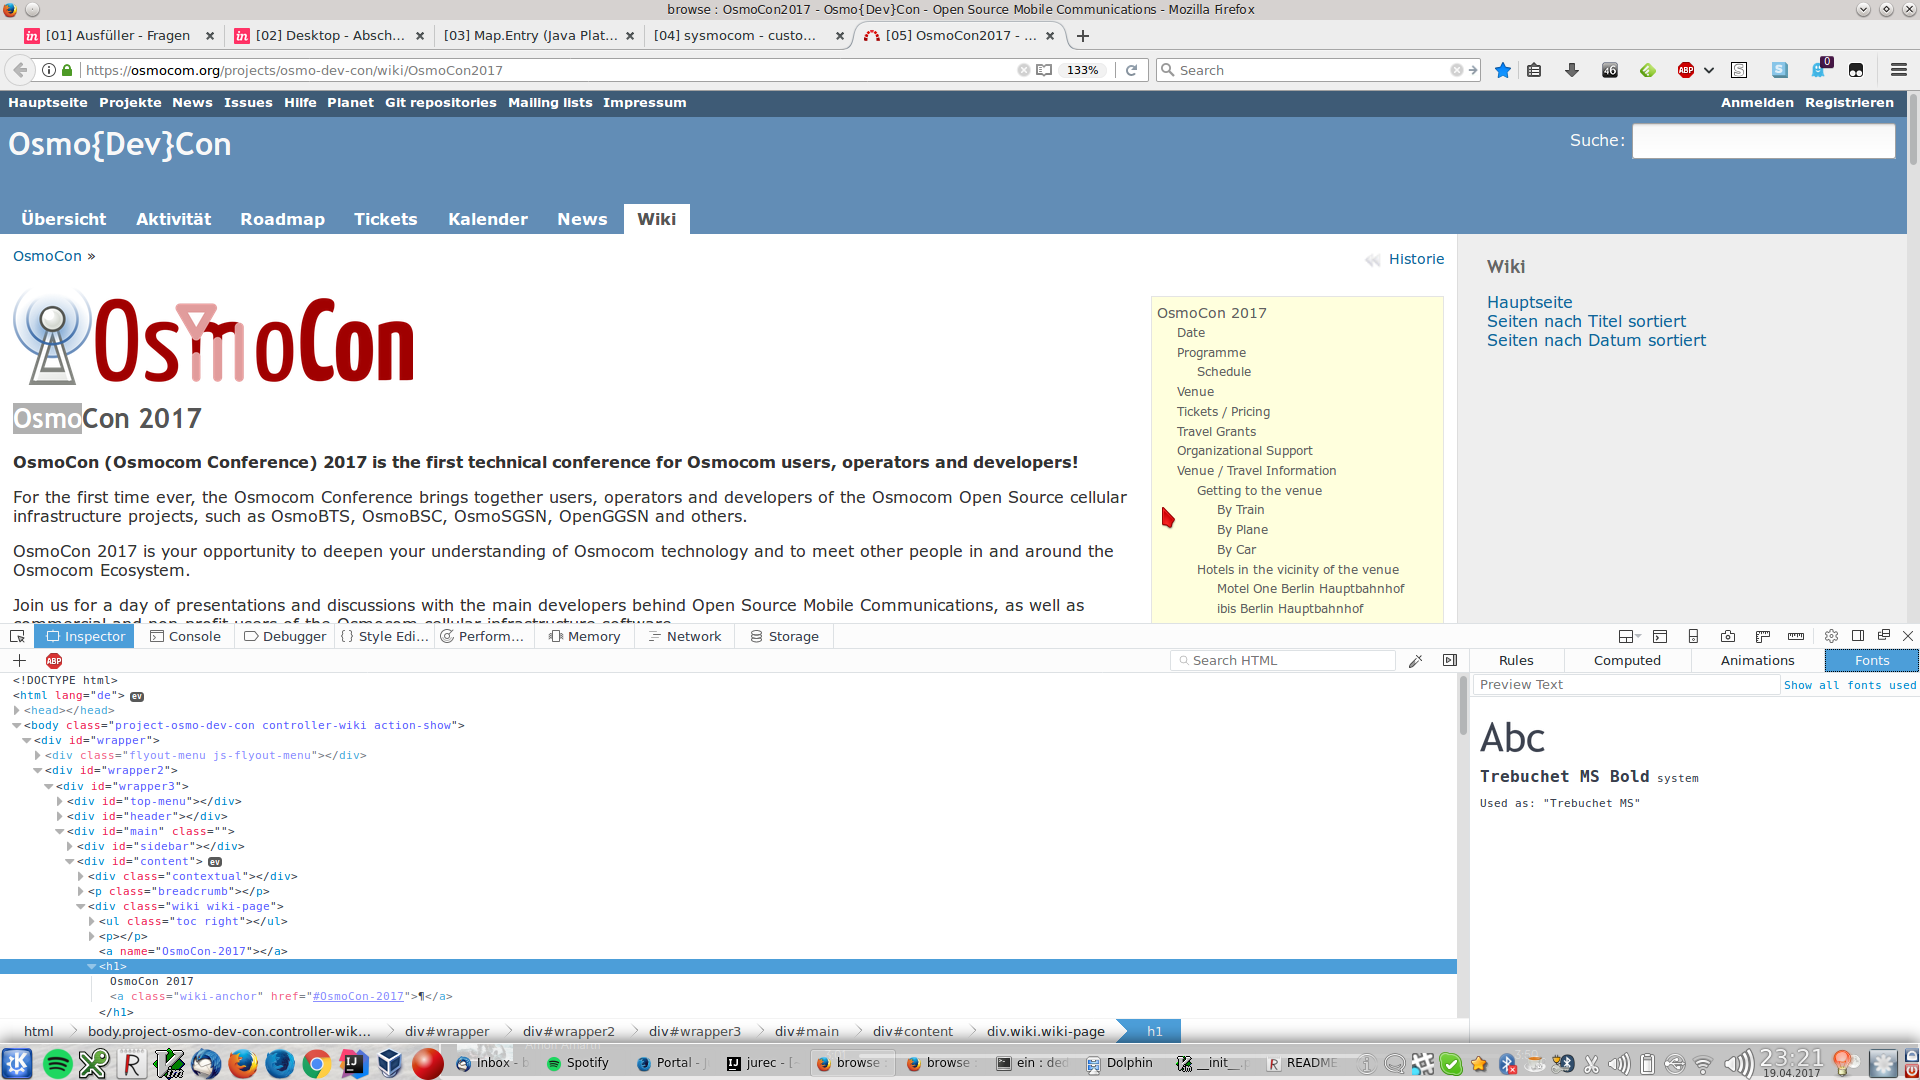 browse : OsmoCon2017 - Osmo{Dev}Con - Open Source Mobile Communications - Mozilla Firefox
[01] Ausfüller - Fragen
[02] Desktop - Absch...
[03] Map.Entry (Java Plat...
[04] sysmocom - custo...
[05] OsmoCon2017 - ...
https://osmocom.org/projects/osmo-dev-con/wiki/OsmoCon2017
133%
Search
46
ABP
0
Hauptseite Projekte News Issues Hilfe Planet Git repositories Mailing lists Impressum
Anmelden Registrieren
Osmo{Dev}Con
Suche:
Übersicht Aktivität Roadmap Tickets Kalender News Wiki
OsmoCon »
Historie
OsmoCon
OsmoCon 2017
OsmoCon (Osmocom Conference) 2017 is the first technical conference for Osmocom users, operators and developers!
For the first time ever, the Osmocom Conference brings together users, operators and developers of the Osmocom Open Source cellular
infrastructure projects, such as OsmoBTS, OsmoBSC, OsmoSGSN, OpenGGSN and others.
OsmoCon 2017 is your opportunity to deepen your understanding of Osmocom technology and to meet other people in and around the
Osmocom Ecosystem.
Join us for a day of presentations and discussions with the main developers behind Open Source Mobile Communications, as well as
commercial and non-profit users of the Osmocom cellular infrastructure software.
OsmoCon 2017
Date
Programme
Schedule
Venue
Tickets / Pricing
Travel Grants
Organizational Support
Venue / Travel Information
Getting to the venue
By Train
By Plane
By Car
Hotels in the vicinity of the venue
Motel One Berlin Hauptbahnhof
ibis Berlin Hauptbahnhof
Wiki
Hauptseite
Seiten nach Titel sortiert
Seiten nach Datum sortiert
Inspector Console Debugger Style Edi... Perform... Memory Network Storage
ABP
Search HTML
Rules Computed Animations Fonts
Preview Text
Show all fonts used
Abc
Trebuchet MS Bold system
Used as: "Trebuchet MS"
<!DOCTYPE html>
<html lang="de"> ev
<head></head>
<body class="project-osmo-dev-con controller-wiki action-show">
<div id="wrapper">
<div class="flyout-menu js-flyout-menu"></div>
<div id="wrapper2">
<div id="wrapper3">
<div id="top-menu"></div>
<div id="header"></div>
<div id="main" class="">
<div id="sidebar"></div>
<div id="content"> ev
<div class="contextual"></div>
<p class="breadcrumb"></p>
<div class="wiki wiki-page">
<ul class="toc right"></ul>
<p></p>
<a name="OsmoCon-2017"></a>
<h1>
OsmoCon 2017
<a class="wiki-anchor" href="#OsmoCon-2017">¶</a>
</h1>
html body.project-osmo-dev-con.controller-wik... div#wrapper div#wrapper2 div#wrapper3 div#main div#content div.wiki.wiki-page h1
Inbox - b
Spotify
Portal - J
jurec - [-
browse :
browse
ein : ded
Dolphin
__init__.
README
23:21
19.04.2017